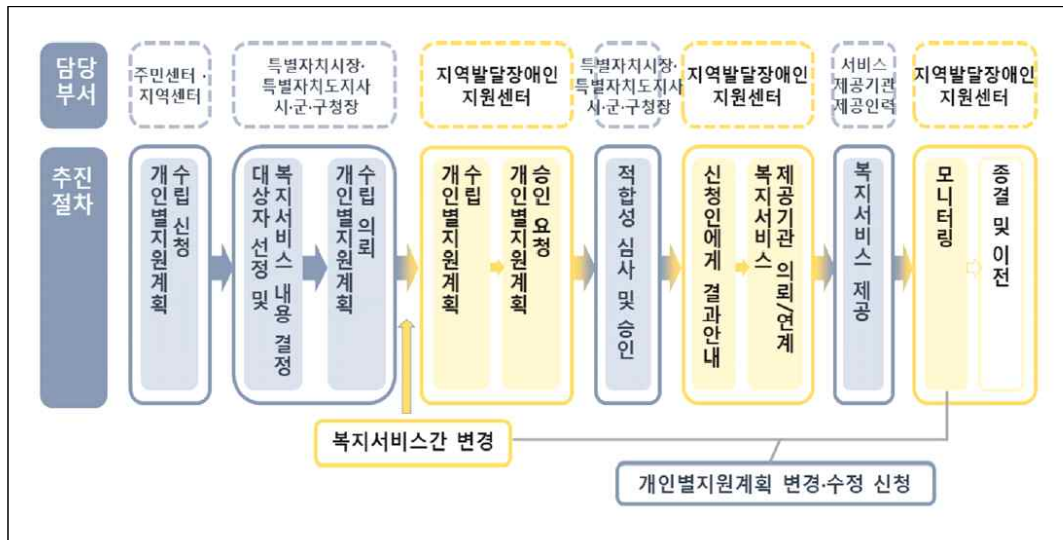 담당
부서
주민센터·
지역센터
특별자치시장·
특별자치도지사
시·군·구청장
지역발달장애인
지원센터
특별자치시장·
특별자치도지사
시·군·구청장
지역발달장애인
지원센터
서비스
제공기관
제공인력
지역발달장애인
지원센터
추진
절차
수립 신청
개인별지원계획
복지서비스 내용 결정
대상자 선정 및
수립 의뢰
개인별지원계획
수립
개인별지원계획
승인 요청
개인별지원계획
적합성 심사 및 승인
신청인에게 결과안내
제공기관 의뢰/연계
복지서비스
복지서비스 제공
모니터링
종결 및 이전
복지서비스간 변경
개인별지원계획 변경·수정 신청